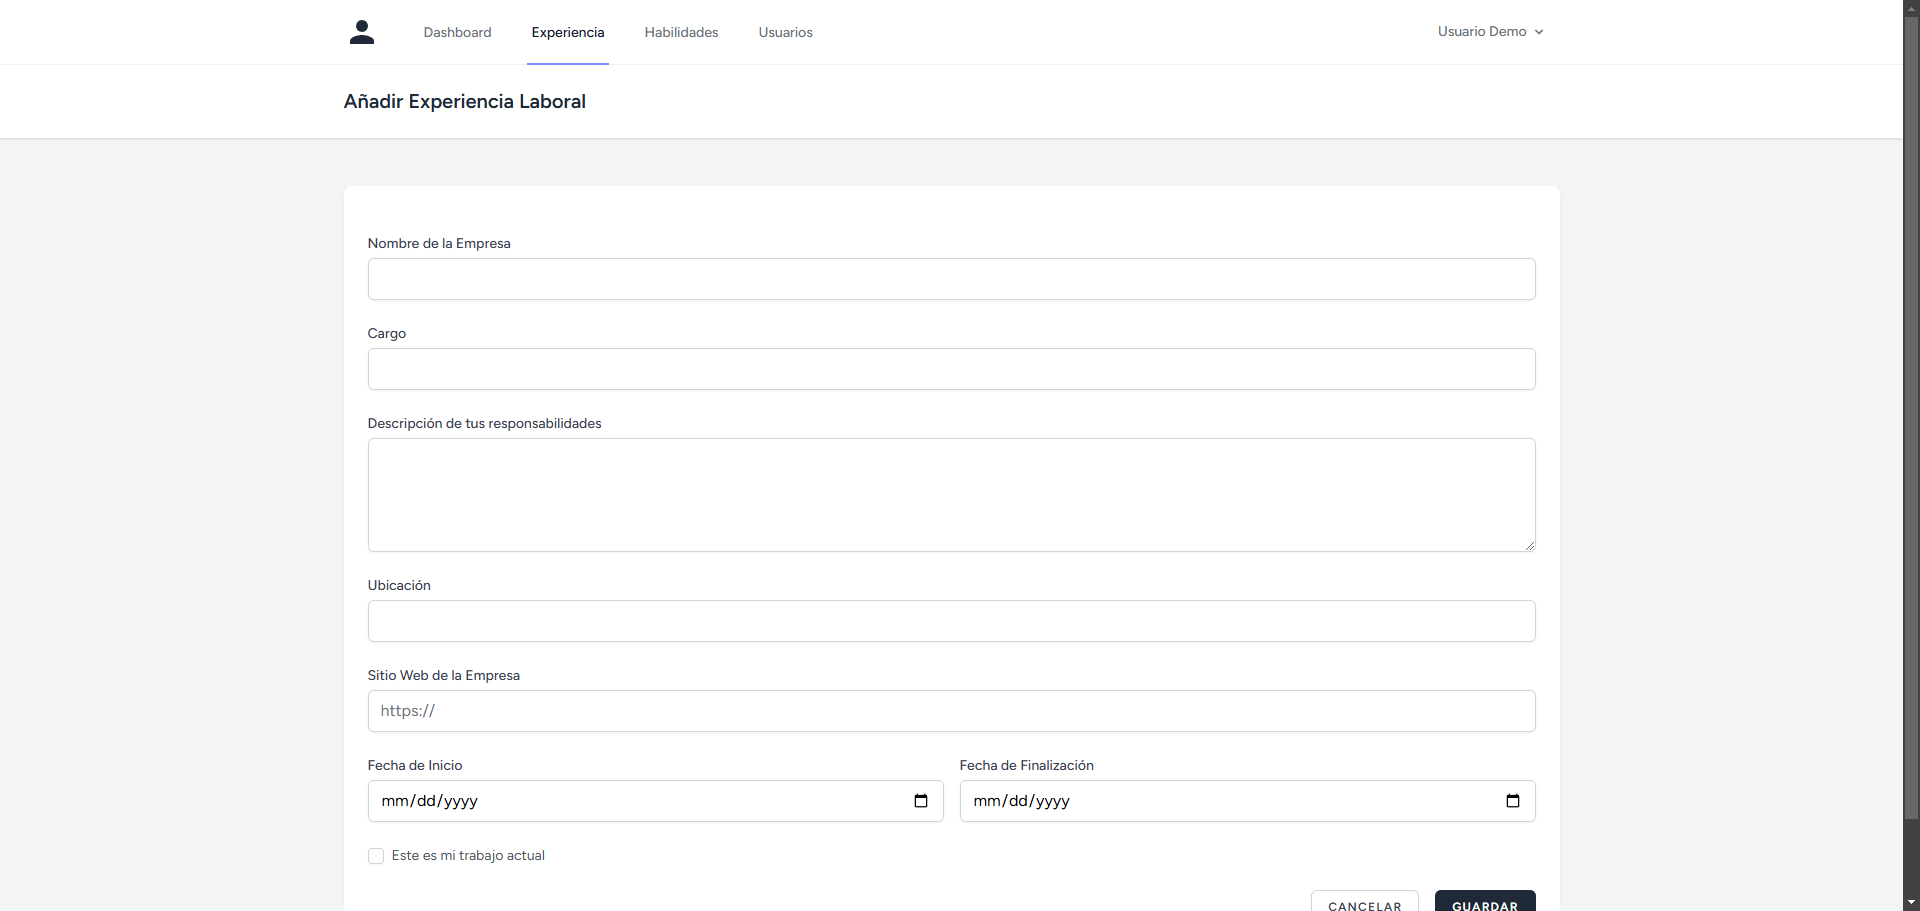 Dashboard Experiencia Habilidades Usuarios Usuario Demo
Añadir Experiencia Laboral
Nombre de la Empresa
Cargo
Descripción de tus responsabilidades
Ubicación
Sitio Web de la Empresa
https://
Fecha de Inicio Fecha de Finalización
mm/dd/yyyy mm/dd/yyyy
Este es mi trabajo actual
CANCELAR GUARDAR